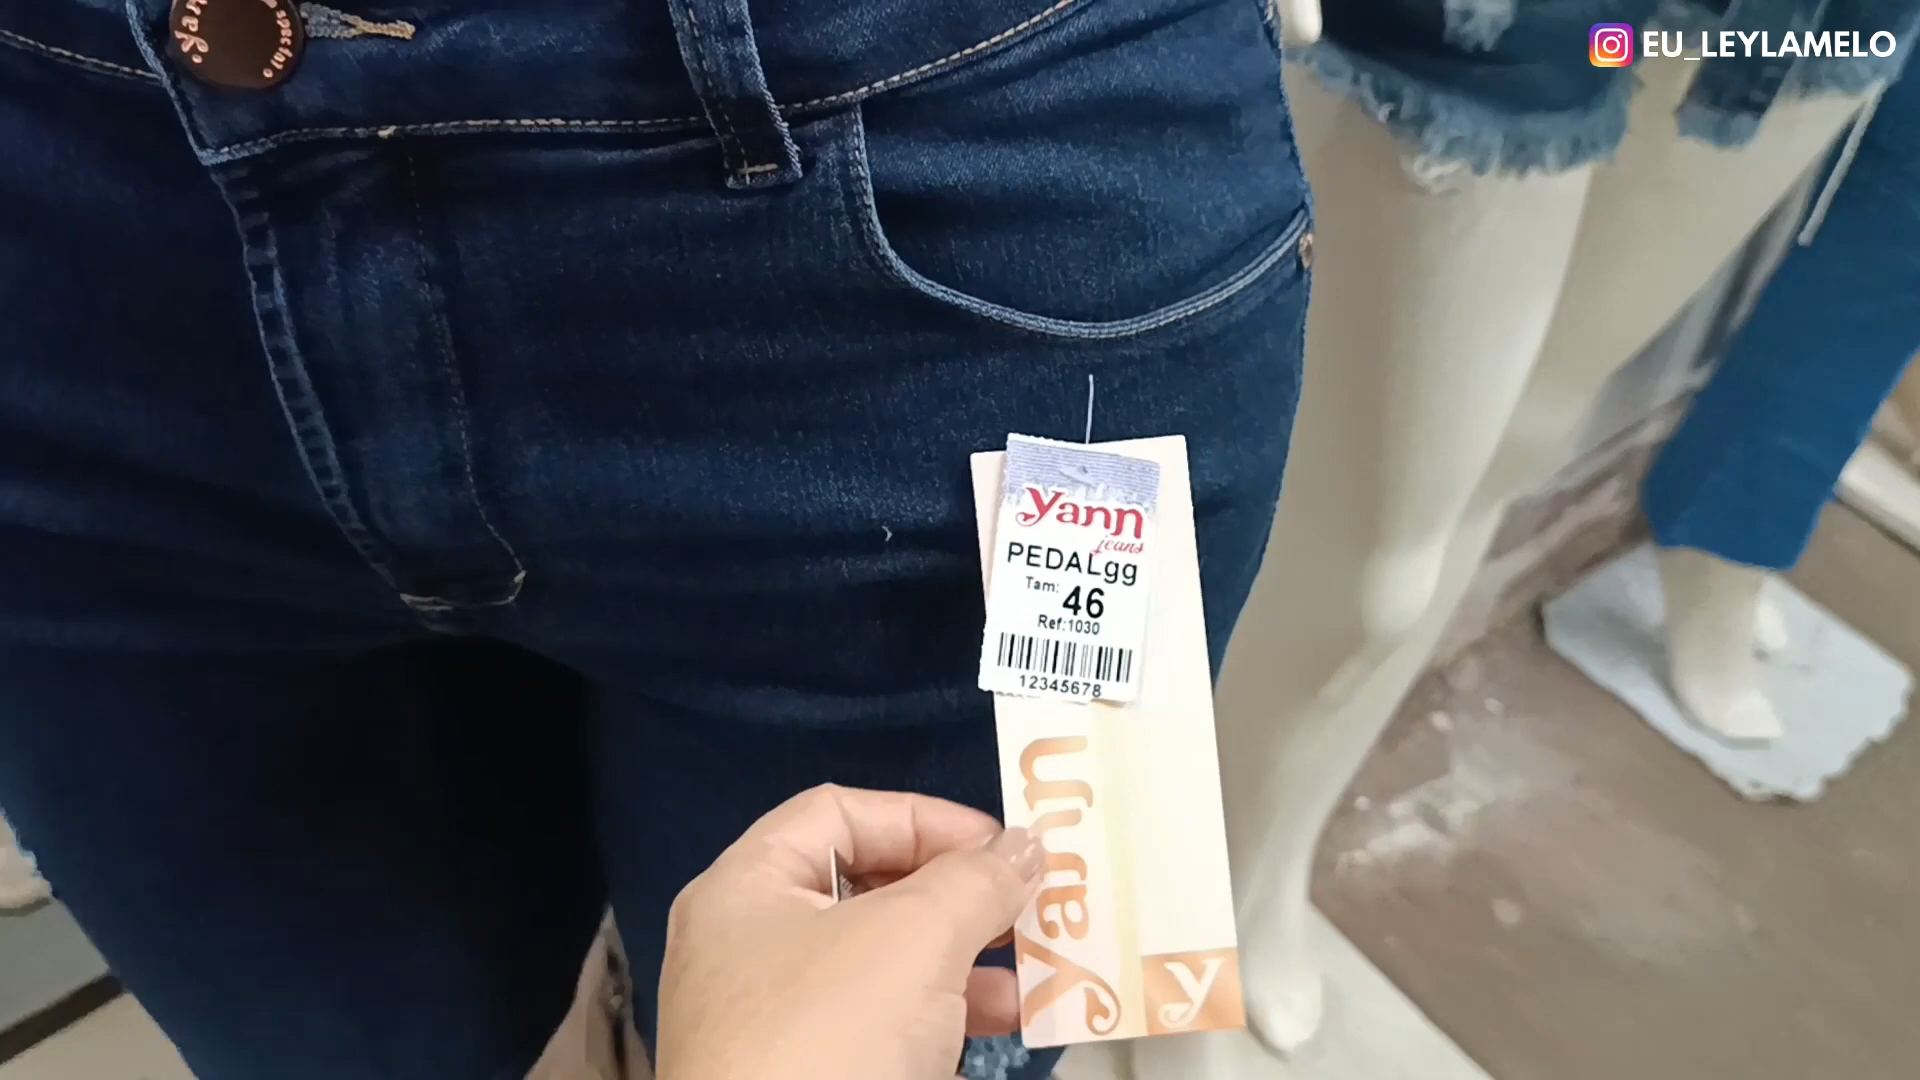 EU_LEYLAMELO
yann
jeans
PEDALgg
Tam: 46
Ref:1030
12345678
yann
y